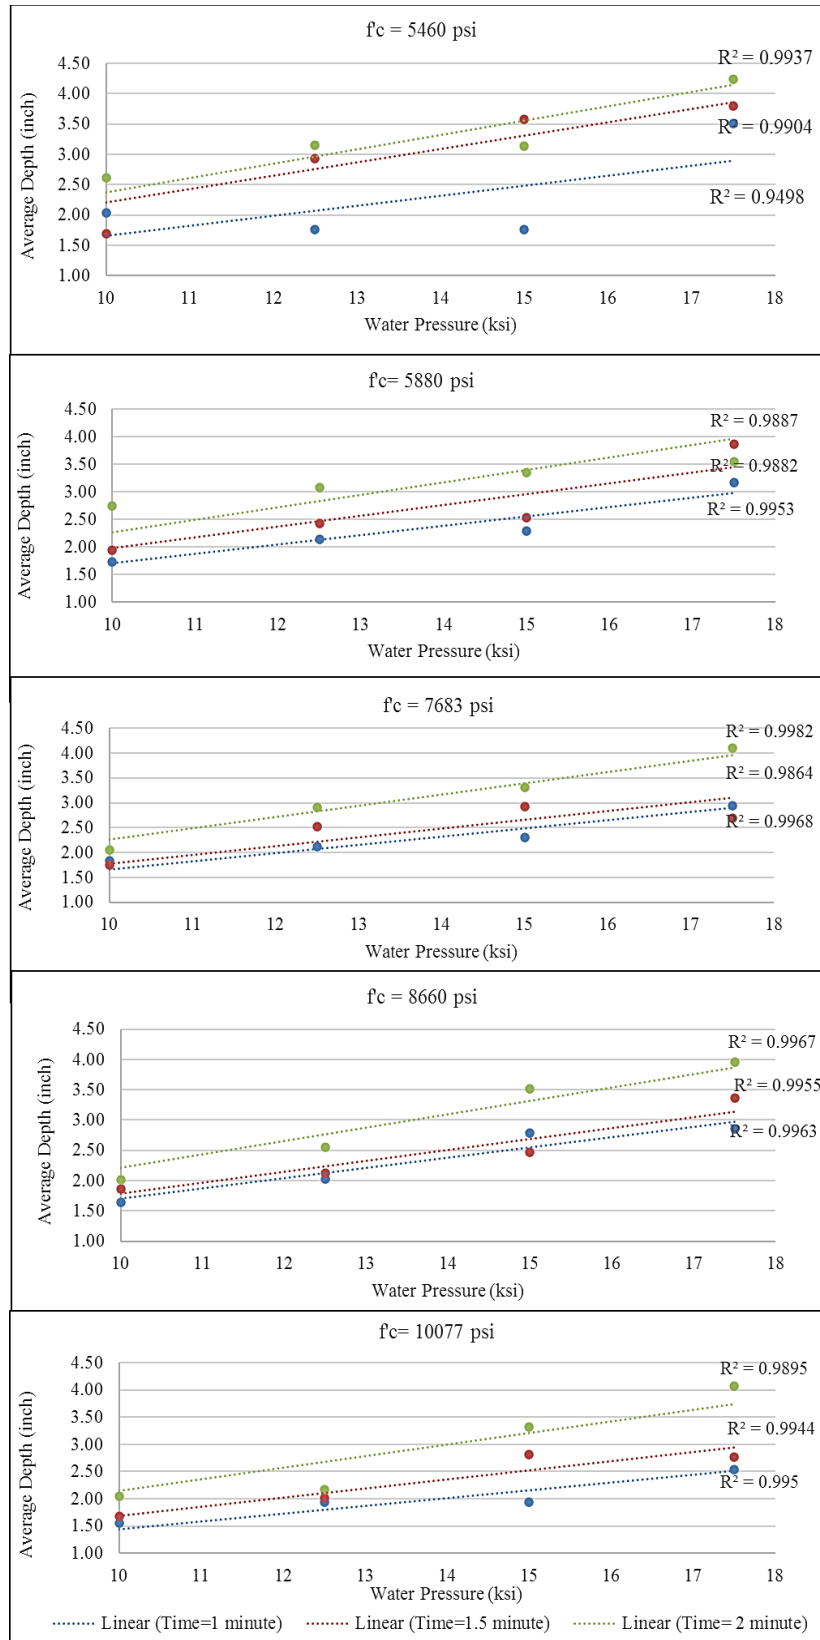 f'c = 5460 psi
R² = 0.9937
R² = 0.9904
R² = 0.9498
4.50
4.00
3.50
3.00
2.50
2.00
1.50
1.00
Average Depth (inch)
10 11 12 13 14 15 16 17 18
Water Pressure (ksi)
f'c= 5880 psi
R² = 0.9887
R² = 0.9882
R² = 0.9953
4.50
4.00
3.50
3.00
2.50
2.00
1.50
1.00
Average Depth (inch)
10 11 12 13 14 15 16 17 18
Water Pressure (ksi)
f'c = 7683 psi
R² = 0.9982
R² = 0.9864
R² = 0.9968
4.50
4.00
3.50
3.00
2.50
2.00
1.50
1.00
Average Depth (inch)
10 11 12 13 14 15 16 17 18
Water Pressure (ksi)
f'c = 8660 psi
R² = 0.9967
R² = 0.9955
R² = 0.9963
4.50
4.00
3.50
3.00
2.50
2.00
1.50
1.00
Average Depth (inch)
10 11 12 13 14 15 16 17 18
Water Pressure (ksi)
f'c= 10077 psi
R² = 0.9895
R² = 0.9944
R² = 0.995
4.50
4.00
3.50
3.00
2.50
2.00
1.50
1.00
Average Depth (inch)
10 11 12 13 14 15 16 17 18
Water Pressure (ksi)
Linear (Time=1 minute) Linear (Time=1.5 minute) Linear (Time= 2 minute)